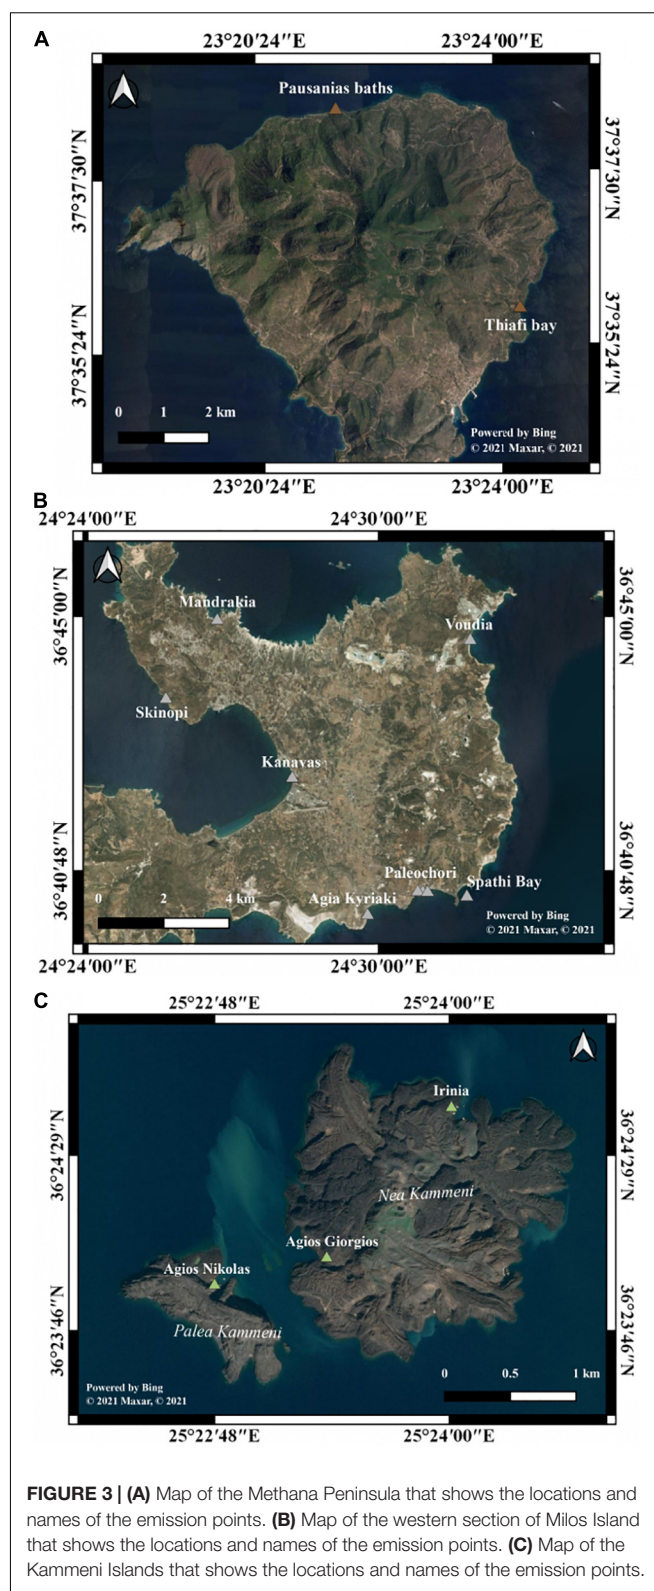 A
23°20′24″E 23°24′00″E
Pausanias baths
37°37′30″N 37°37′30″N
Thiafi bay
37°35′24″N 37°35′24″N
0 1 2 km
Powered by Bing
© 2021 Maxar, © 2021
23°20′24″E 23°24′00″E
B
24°24′00″E 24°30′00″E
Mandrakia
36°45′00″N 36°45′00″N
Voudia
Skinopi
Kanavas
Paleochori
36°40′48″N 36°40′48″N
Spathi Bay
Agia Kyriaki
0 2 4 km
Powered by Bing
© 2021 Maxar, © 2021
24°24′00″E 24°30′00″E
C
25°22′48″E 25°24′00″E
Irinia
36°24′29″N 36°24′29″N
Nea Kammeni
Agios Giorgios
Agios Nikolas
Palea Kammeni
36°23′46″N 36°23′46″N
0 0.5 1 km
Powered by Bing
© 2021 Maxar, © 2021
25°22′48″E 25°24′00″E
FIGURE 3 | (A) Map of the Methana Peninsula that shows the locations and
names of the emission points. (B) Map of the western section of Milos Island
that shows the locations and names of the emission points. (C) Map of the
Kammeni Islands that shows the locations and names of the emission points.